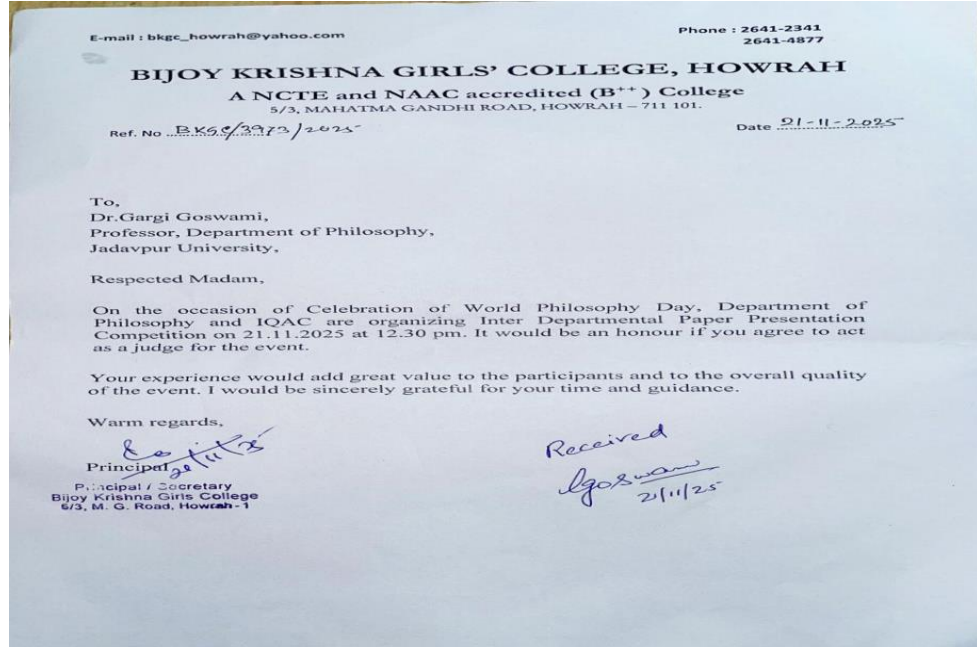 E-mail : bkgc_howrah@yahoo.com
Phone : 2641-2341
2641-4877
BIJOY KRISHNA GIRLS' COLLEGE, HOWRAH
A NCTE and NAAC accredited (B++) College
5/3, MAHATMA GANDHI ROAD, HOWRAH – 711 101.
Ref. No BKGC/3973/2025
Date 21-11-2025
To,
Dr.Gargi Goswami,
Professor, Department of Philosophy,
Jadavpur University,
Respected Madam,
On the occasion of Celebration of World Philosophy Day, Department of
Philosophy and IQAC are organizing Inter Departmental Paper Presentation
Competition on 21.11.2025 at 12.30 pm. It would be an honour if you agree to act
as a judge for the event.
Your experience would add great value to the participants and to the overall quality
of the event. I would be sincerely grateful for your time and guidance.
Warm regards,
Principal
Principal / Secretary
Bijoy Krishna Girls College
5/3, M. G. Road, Howrah-1
Received
Goswami
21/11/25